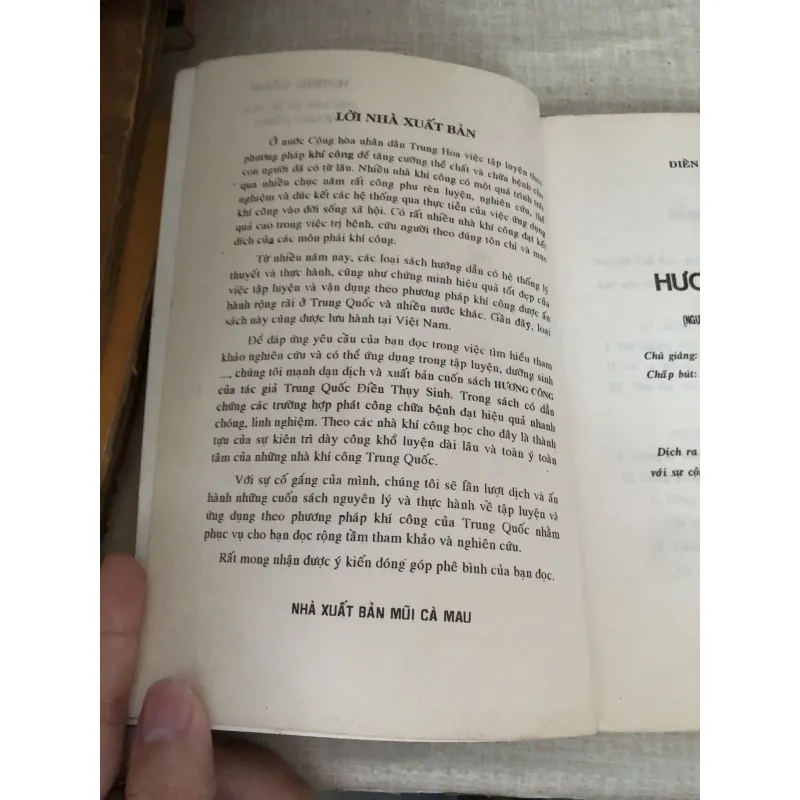 LỜI NHÀ XUẤT BẢN
Ở nước Cộng hòa nhân dân Trung Hoa việc tập luyện theo
phương pháp khí công để tăng cường thể chất và chữa bệnh cho
con người đã có từ lâu. Nhiều nhà khí công có một quá trình trải
qua nhiều chục năm rất công phu rèn luyện, nghiên cứu, thể
nghiệm và đúc kết các hệ thống qua thực tiễn của việc ứng dụng
khí công vào đời sống xã hội. Có rất nhiều nhà khí công đạt kết
quả cao trong việc trị bệnh, cứu người theo đúng tôn chỉ và mục
đích của các môn phái khí công.
Từ nhiều năm nay, các loại sách hướng dẫn có hệ thống lý
thuyết và thực hành, cũng như chứng minh hiệu quả tốt đẹp của
việc tập luyện và vận dụng theo phương pháp khí công được ấn
hành rộng rãi ở Trung Quốc và nhiều nước khác. Gần đây, loại
sách này cũng được lưu hành tại Việt Nam.
Để đáp ứng yêu cầu của bạn đọc trong việc tìm hiểu tham
khảo nghiên cứu và có thể ứng dụng trong tập luyện, dưỡng sinh
..., chúng tôi mạnh dạn dịch và xuất bản cuốn sách HƯƠNG CÔNG
của tác giả Trung Quốc Điền Thụy Sinh. Trong sách có dẫn
chứng các trường hợp phát công chữa bệnh đạt hiệu quả nhanh
chóng, linh nghiệm. Theo các nhà khí công học cho đây là thành
tựu của sự kiên trì dày công khổ luyện dài lâu và toàn ý toàn
tâm của những nhà khí công Trung Quốc.
Với sự cố gắng của mình, chúng tôi sẽ lần lượt dịch và ấn
hành những cuốn sách nguyên lý và thực hành về tập luyện và
ứng dụng theo phương pháp khí công của Trung Quốc nhằm
phục vụ cho bạn đọc rộng tầm tham khảo và nghiên cứu.
Rất mong nhận được ý kiến đóng góp phê bình của bạn đọc.
NHÀ XUẤT BẢN MŨI CÀ MAU
ĐIỀN
HƯƠ
(NGU
Chủ giảng:
Chấp bút:
Dịch ra
với sự cộ